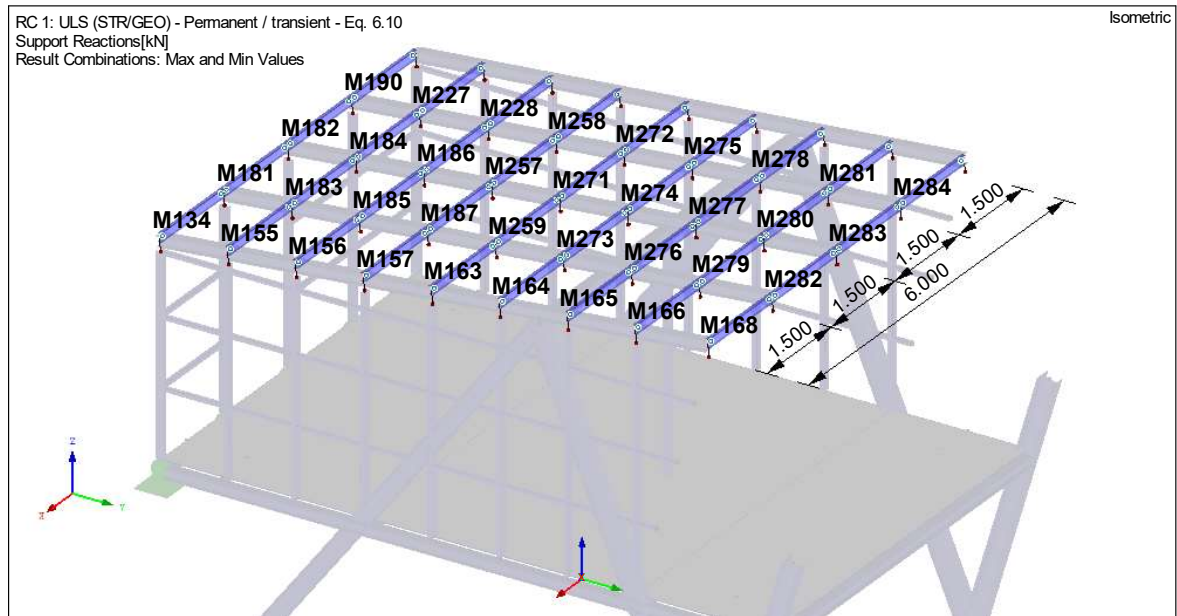 RC 1: ULS (STR/GEO) - Permanent / transient - Eq. 6.10
Isometric
Support Reactions[kN]
Result Combinations: Max and Min Values
M190
M227
M228
M258
M272
M275
M278
M281
M284
M182
M184
M186
M257
M271
M274
M277
M280
M283
M181
M183
M185
M187
M259
M273
M276
M279
M282
M134
M155
M156
M157
M163
M164
M165
M166
M168
1.500
1.500
1.500
1.500
6.000
Z
X
Y